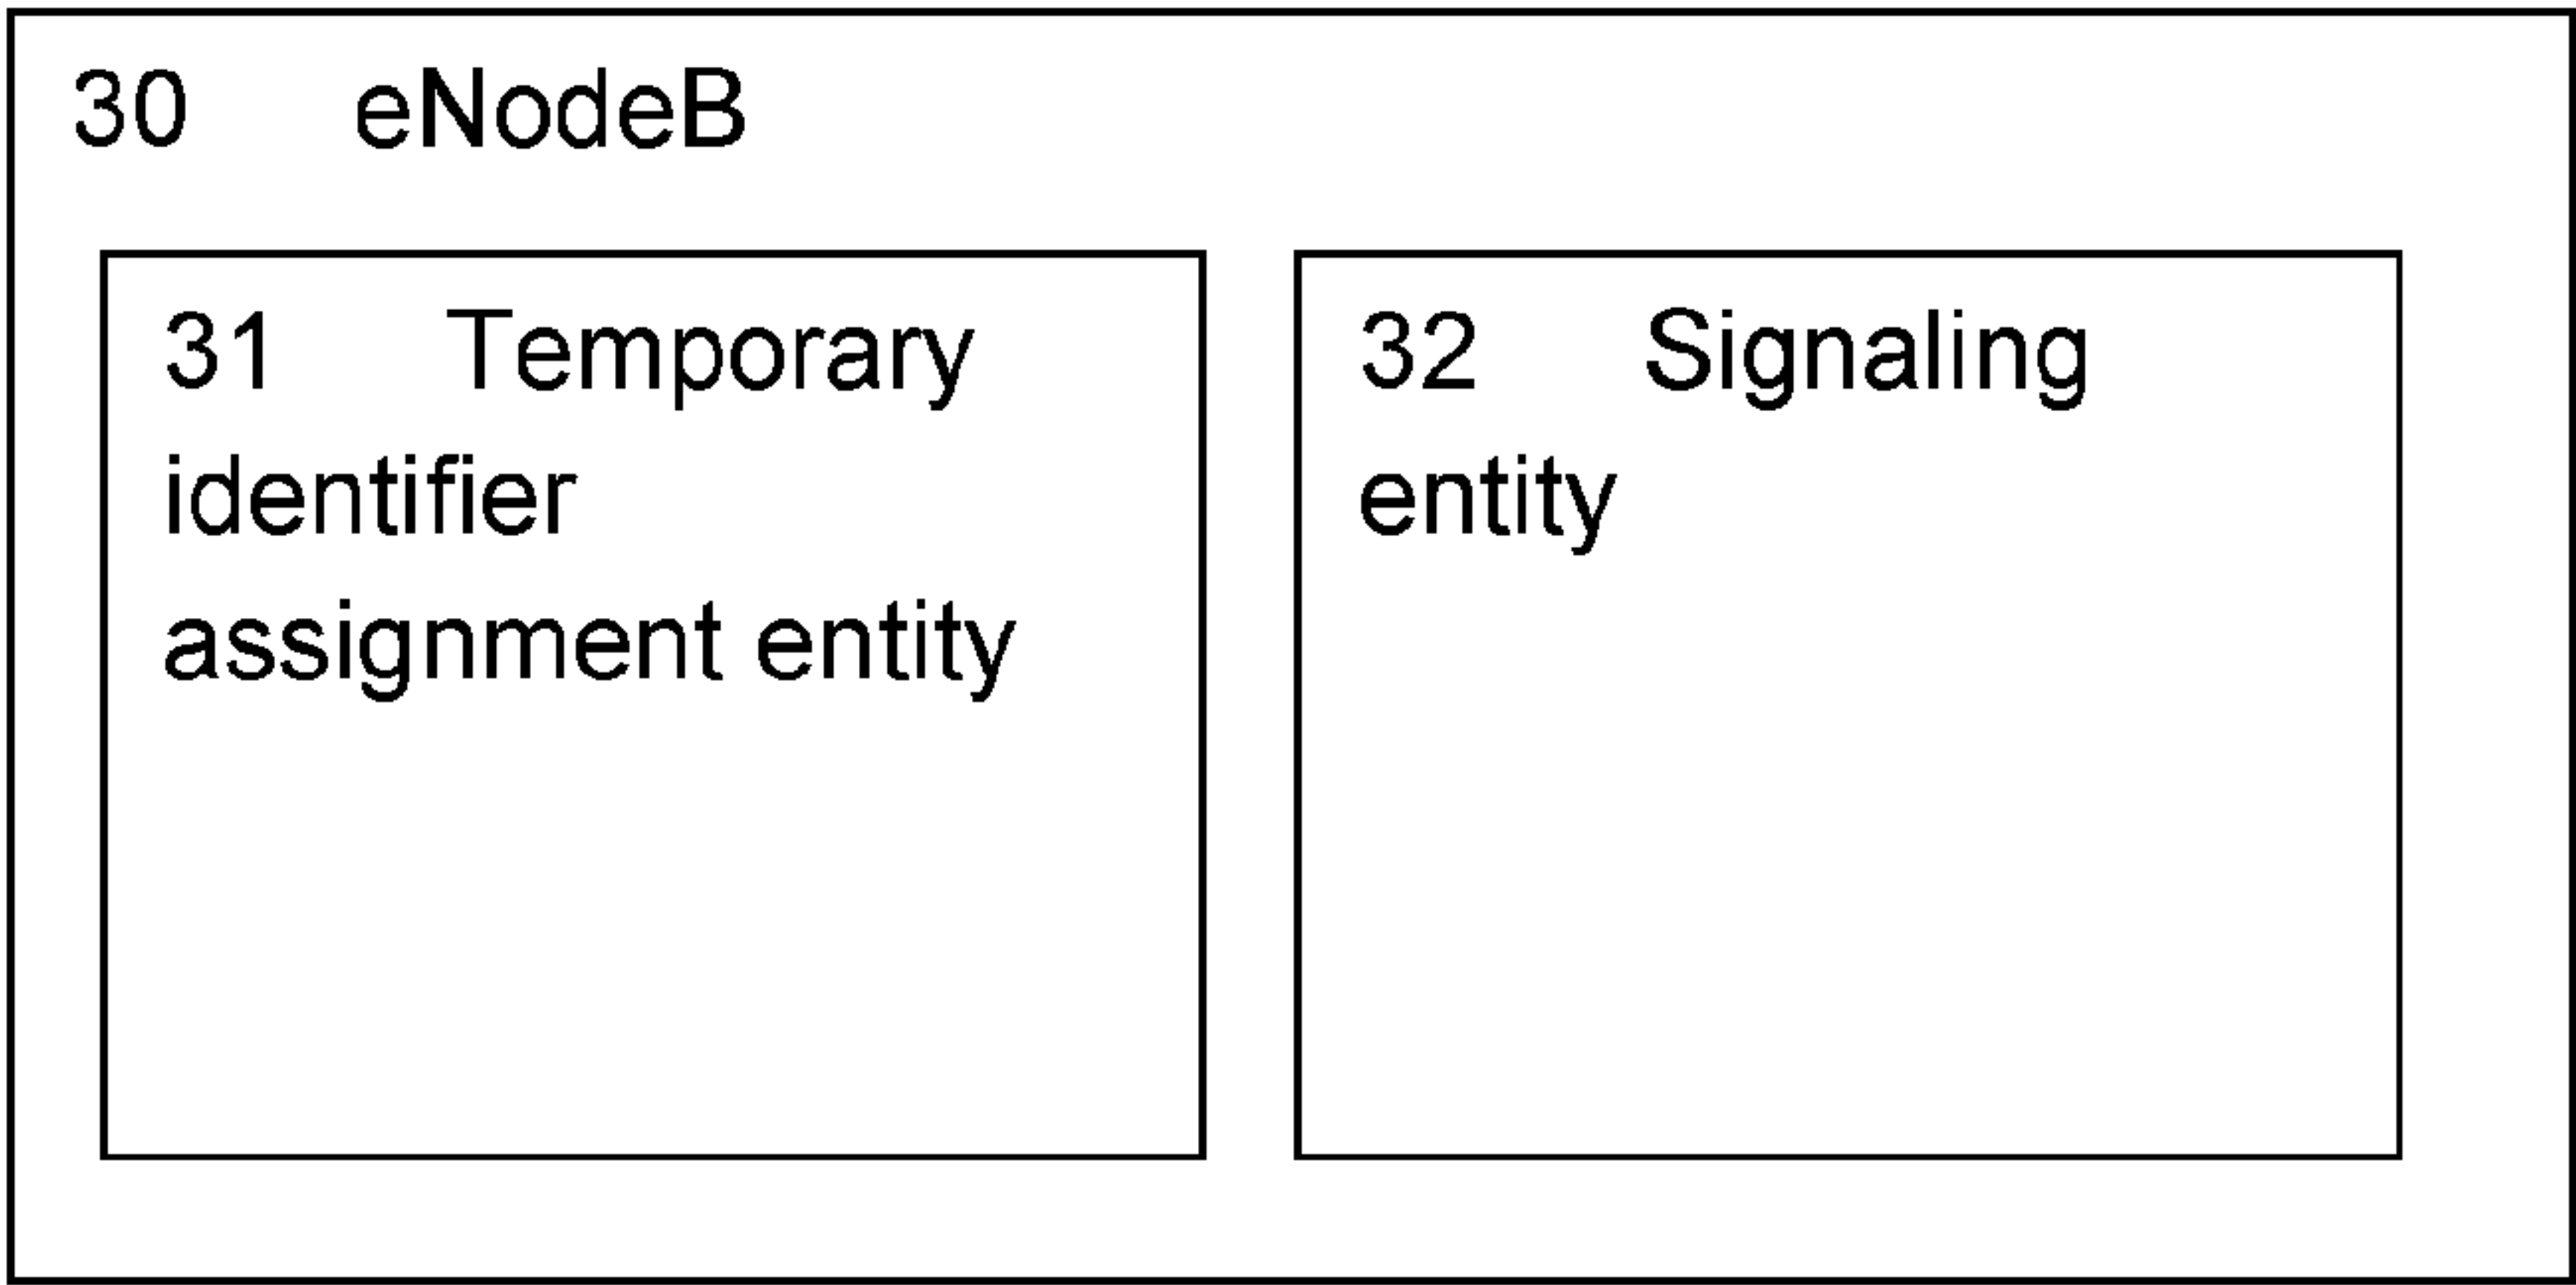 30 eNodeB
31 Temporary
identifier
assignment entity
32 Signaling
entity